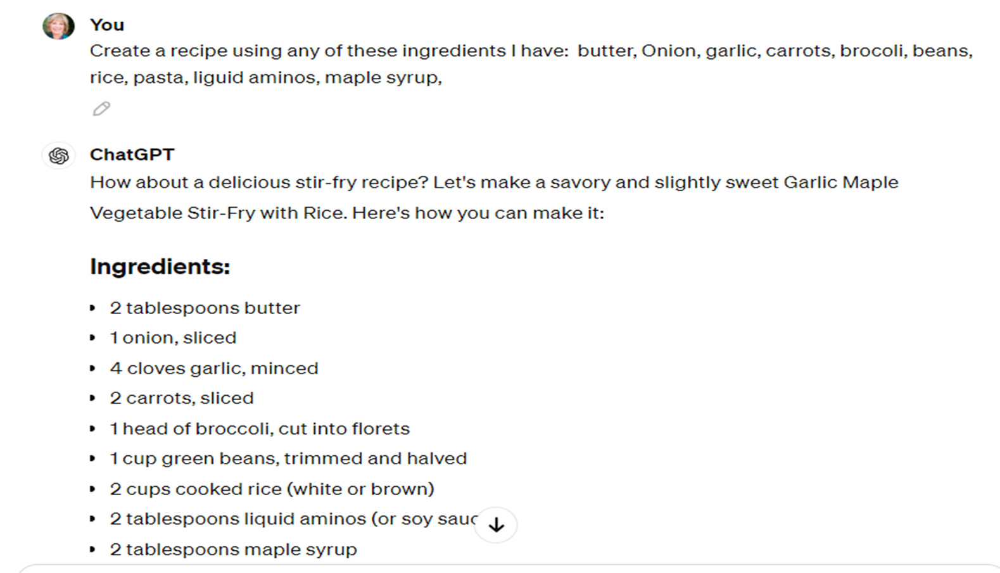 You
Create a recipe using any of these ingredients I have:  butter, Onion, garlic, carrots, brocoli, beans,
rice, pasta, liguid aminos, maple syrup,
ChatGPT
How about a delicious stir-fry recipe? Let's make a savory and slightly sweet Garlic Maple
Vegetable Stir-Fry with Rice. Here's how you can make it:
Ingredients:
2 tablespoons butter
1 onion, sliced
4 cloves garlic, minced
2 carrots, sliced
1 head of broccoli, cut into florets
1 cup green beans, trimmed and halved
2 cups cooked rice (white or brown)
2 tablespoons liquid aminos (or soy
2 tablespoons maple syrup